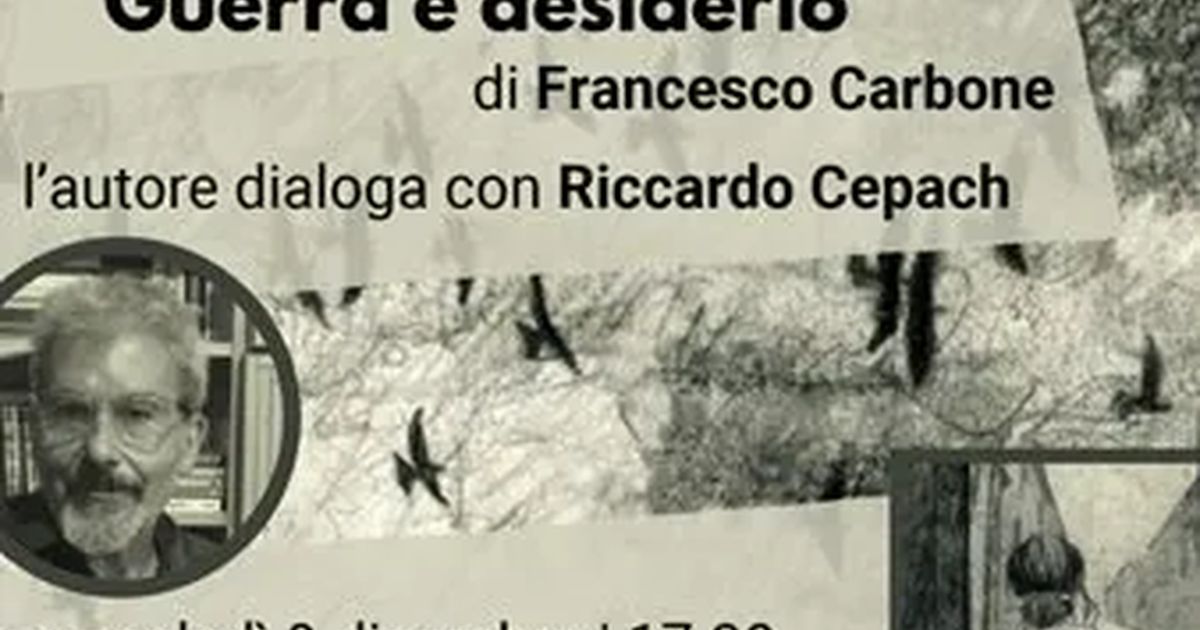 Guerra e desiderio
di Francesco Carbone
l’autore dialoga con Riccardo Cepach